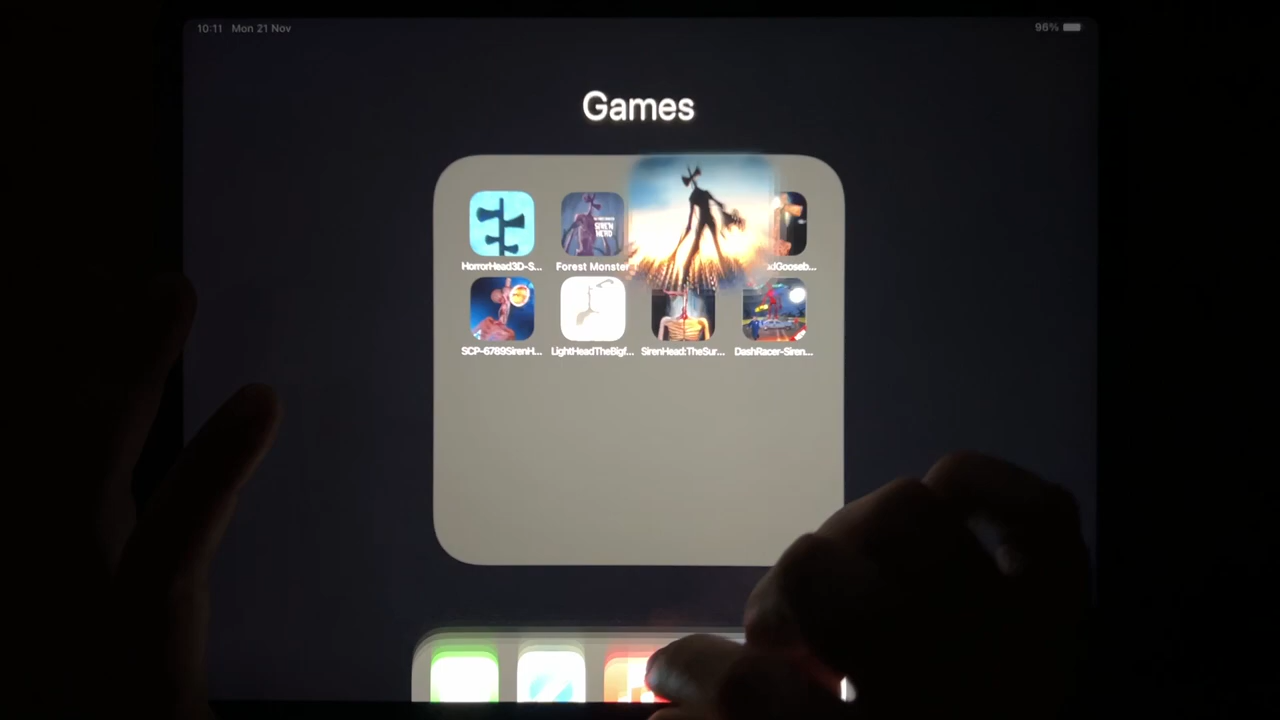 10:11 Mon 21 Nov
96%
Games
SIREN
HEAD
HorrorHead3D-S...
Forest Monster
adGooseb...
SCP-6789SirenH...
LightHeadTheBigf...
SirenHead:TheSur...
DashRacer-Siren...